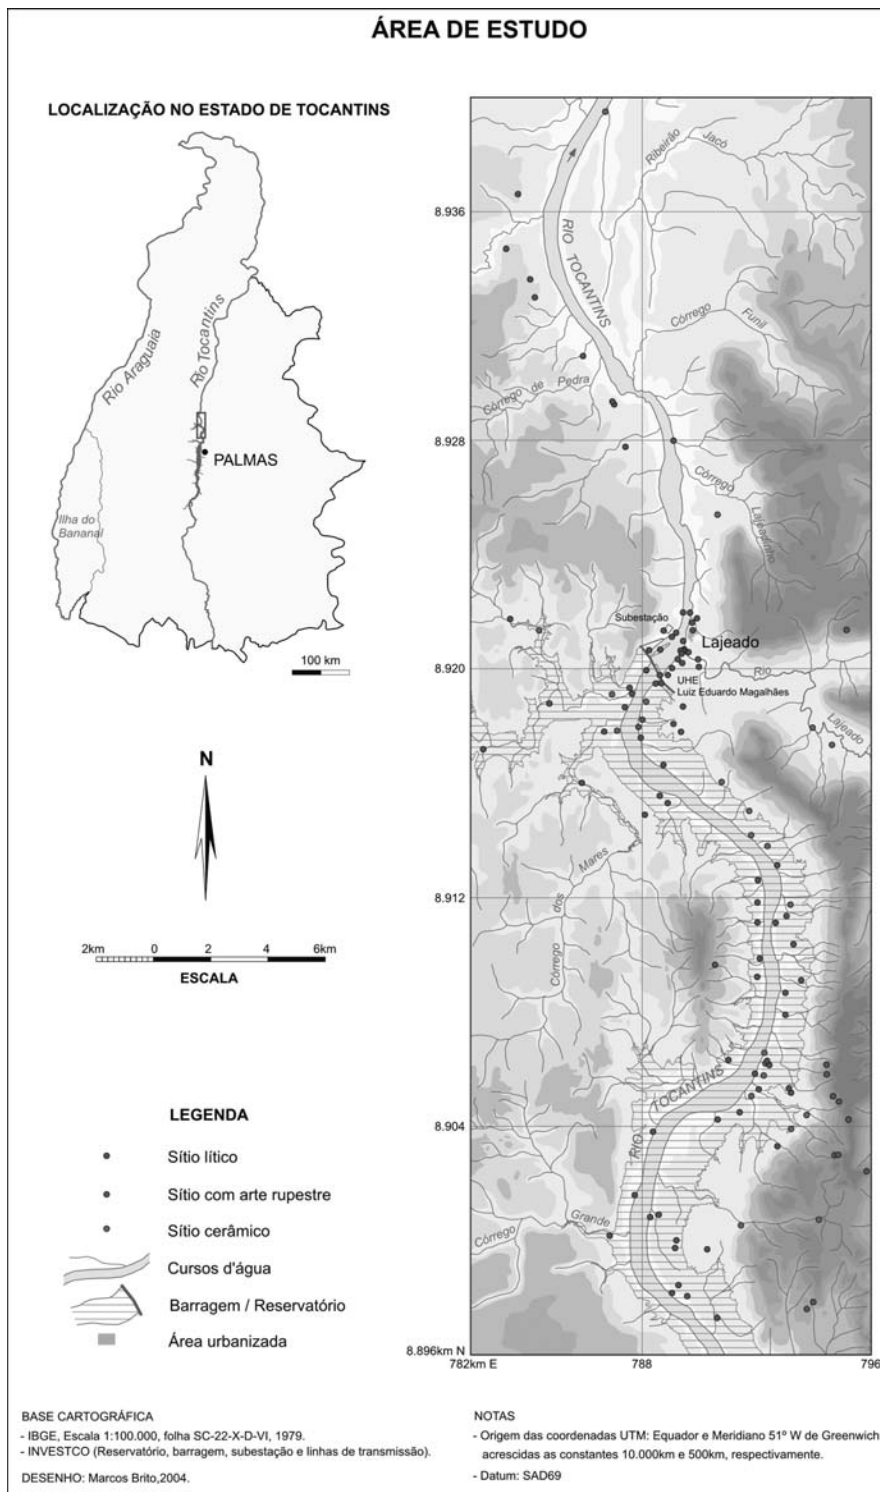 ÁREA DE ESTUDO
LOCALIZAÇÃO NO ESTADO DE TOCANTINS
Rio Araguaia
Rio Tocantins
PALMAS
Ilha do
Bananal
100 km
N
2km 0 2 4 6km
ESCALA
LEGENDA
Sítio lítico
Sítio com arte rupestre
Sítio cerâmico
Cursos d'água
Barragem / Reservatório
Área urbanizada
Ribeirão Jacó
8.936
RIO TOCANTINS
Córrego Funil
Córrego de Pedra
8.928
Córrego Lajeadinho
Subestação
Lajeado
8.920
Rio Lajeado
UHE
Luiz Eduardo Magalhães
Córrego dos Mares
8.912
RIO TOCANTINS
8.904
Córrego Grande
8.896km N
782km E 788 796
BASE CARTOGRÁFICA
- IBGE, Escala 1:100.000, folha SC-22-X-D-VI, 1979.
- INVESTCO (Reservatório, barragem, subestação e linhas de transmissão).
DESENHO: Marcos Brito,2004.
NOTAS
- Origem das coordenadas UTM: Equador e Meridiano 51º W de Greenwich
acrescidas as constantes 10.000km e 500km, respectivamente.
- Datum: SAD69